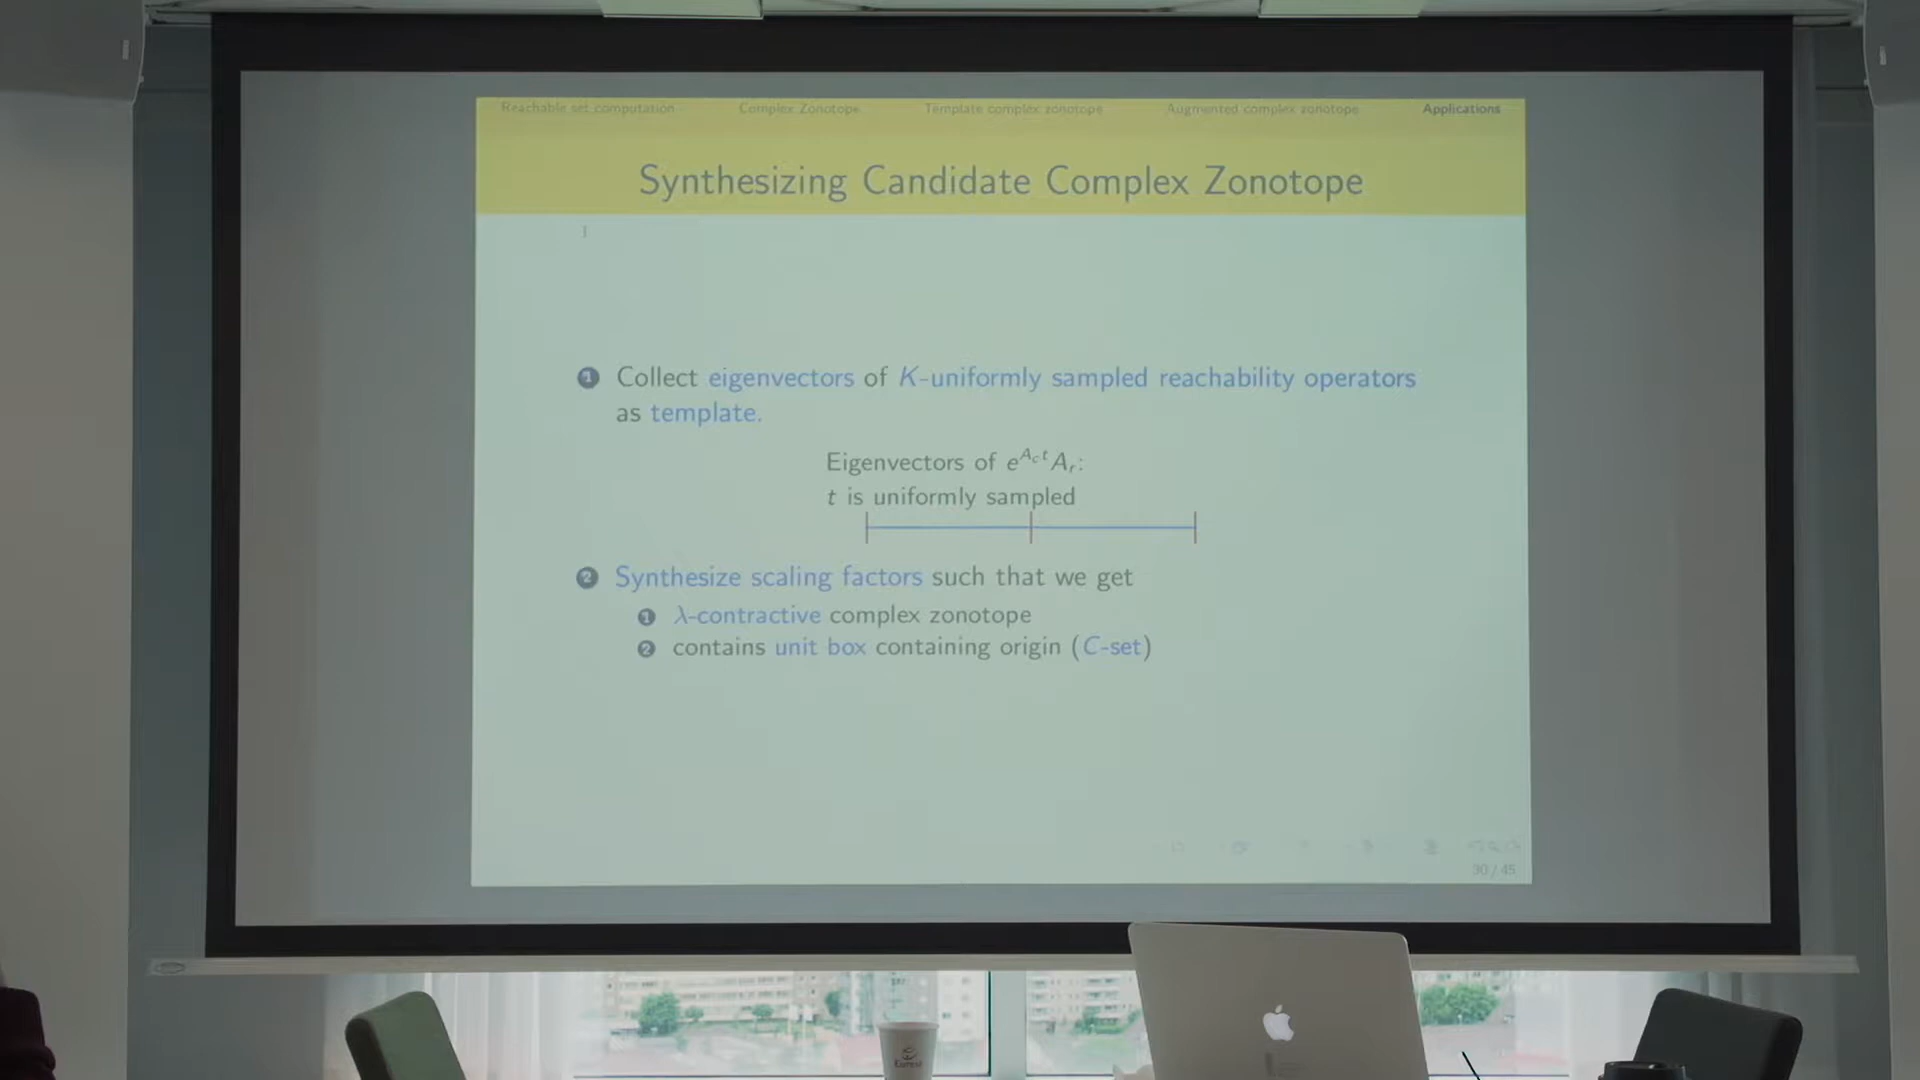 Reachable set computation Complex Zonotope Template complex zonotope Augmented complex zonotope Applications
Synthesizing Candidate Complex Zonotope
1
1 Collect eigenvectors of K-uniformly sampled reachability operators
as template.
Eigenvectors of e^{A_c t} A_r:
t is uniformly sampled
2 Synthesize scaling factors such that we get
1 λ-contractive complex zonotope
2 contains unit box containing origin (C-set)
30 / 45
Eurest